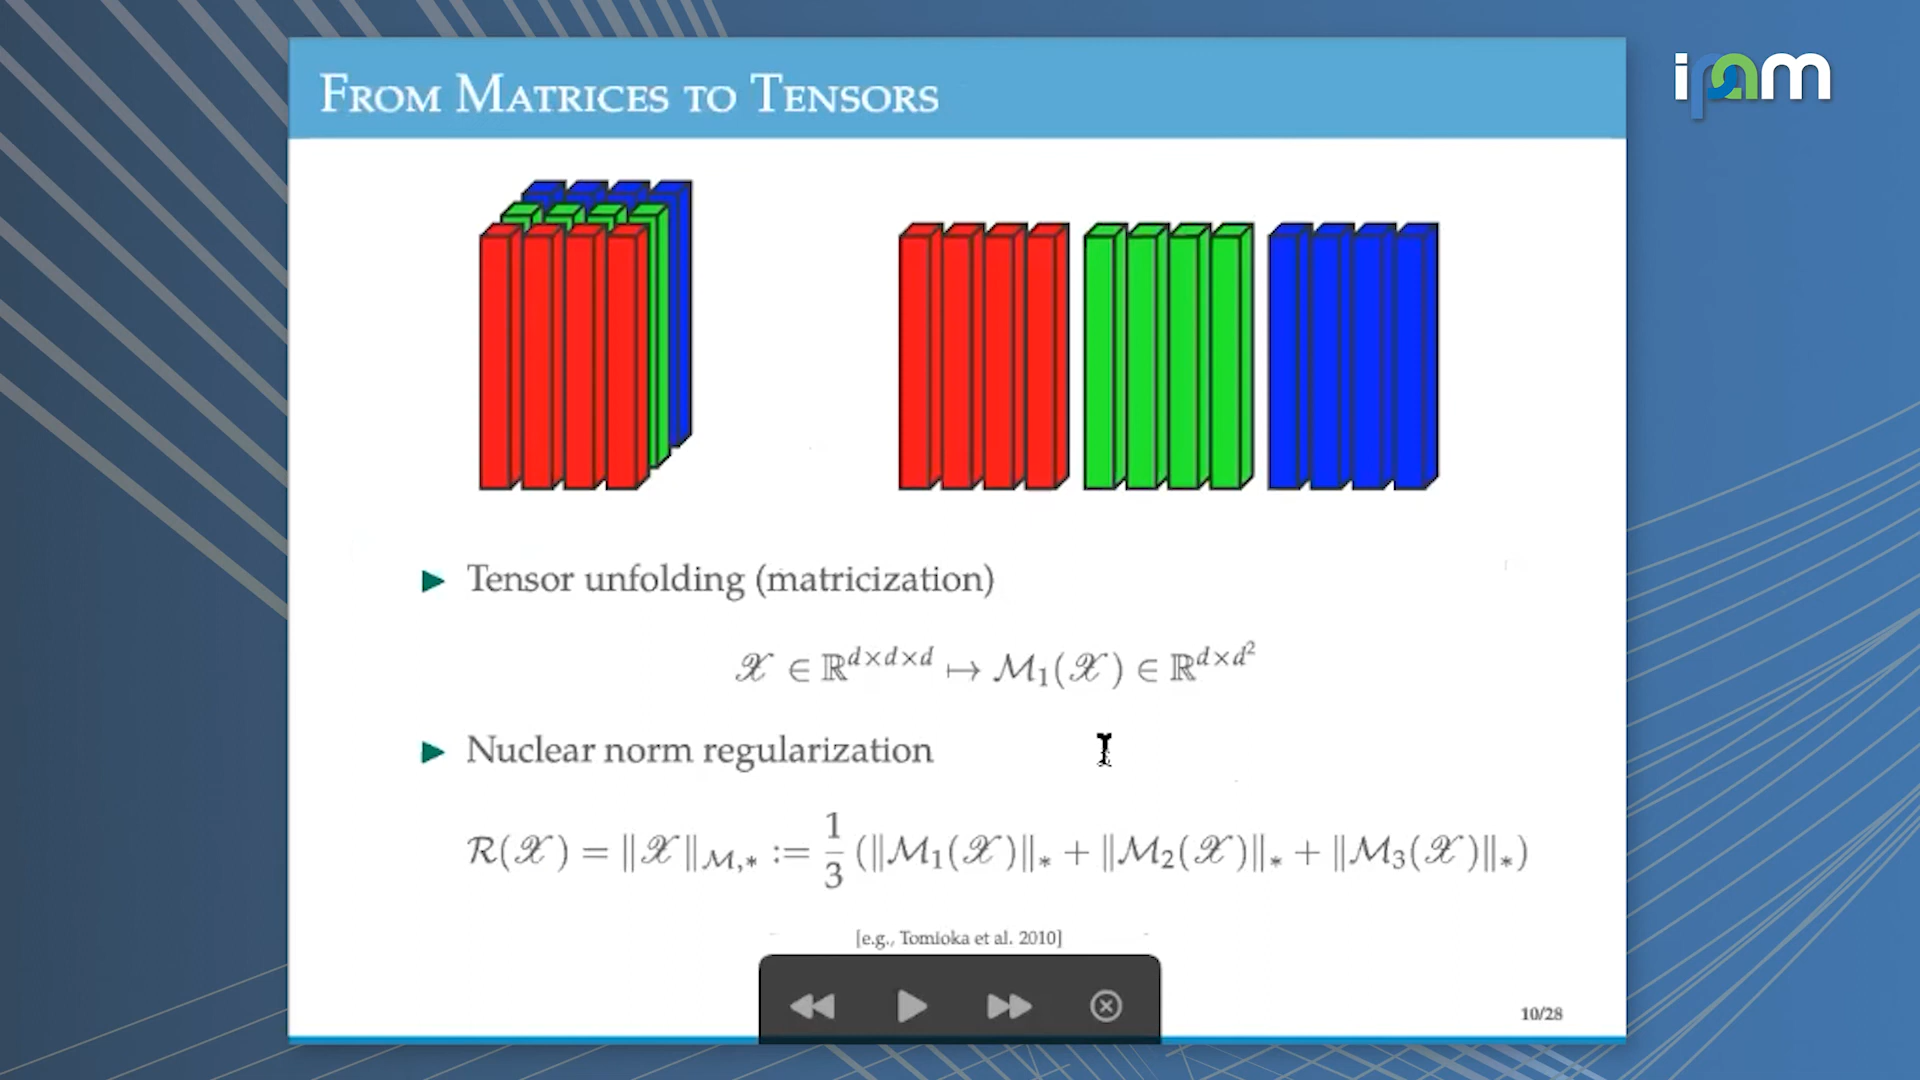 FROM MATRICES TO TENSORS
ipam
► Tensor unfolding (matricization)
𝒳 ∈ ℝ^{d×d×d} ↦ ℳ₁(𝒳) ∈ ℝ^{d×d²}
► Nuclear norm regularization
ℛ(𝒳) = ‖𝒳‖_{ℳ,*} := 1/3 (‖ℳ₁(𝒳)‖_* + ‖ℳ₂(𝒳)‖_* + ‖ℳ₃(𝒳)‖_*)
[e.g., Tomioka et al. 2010]
10/28